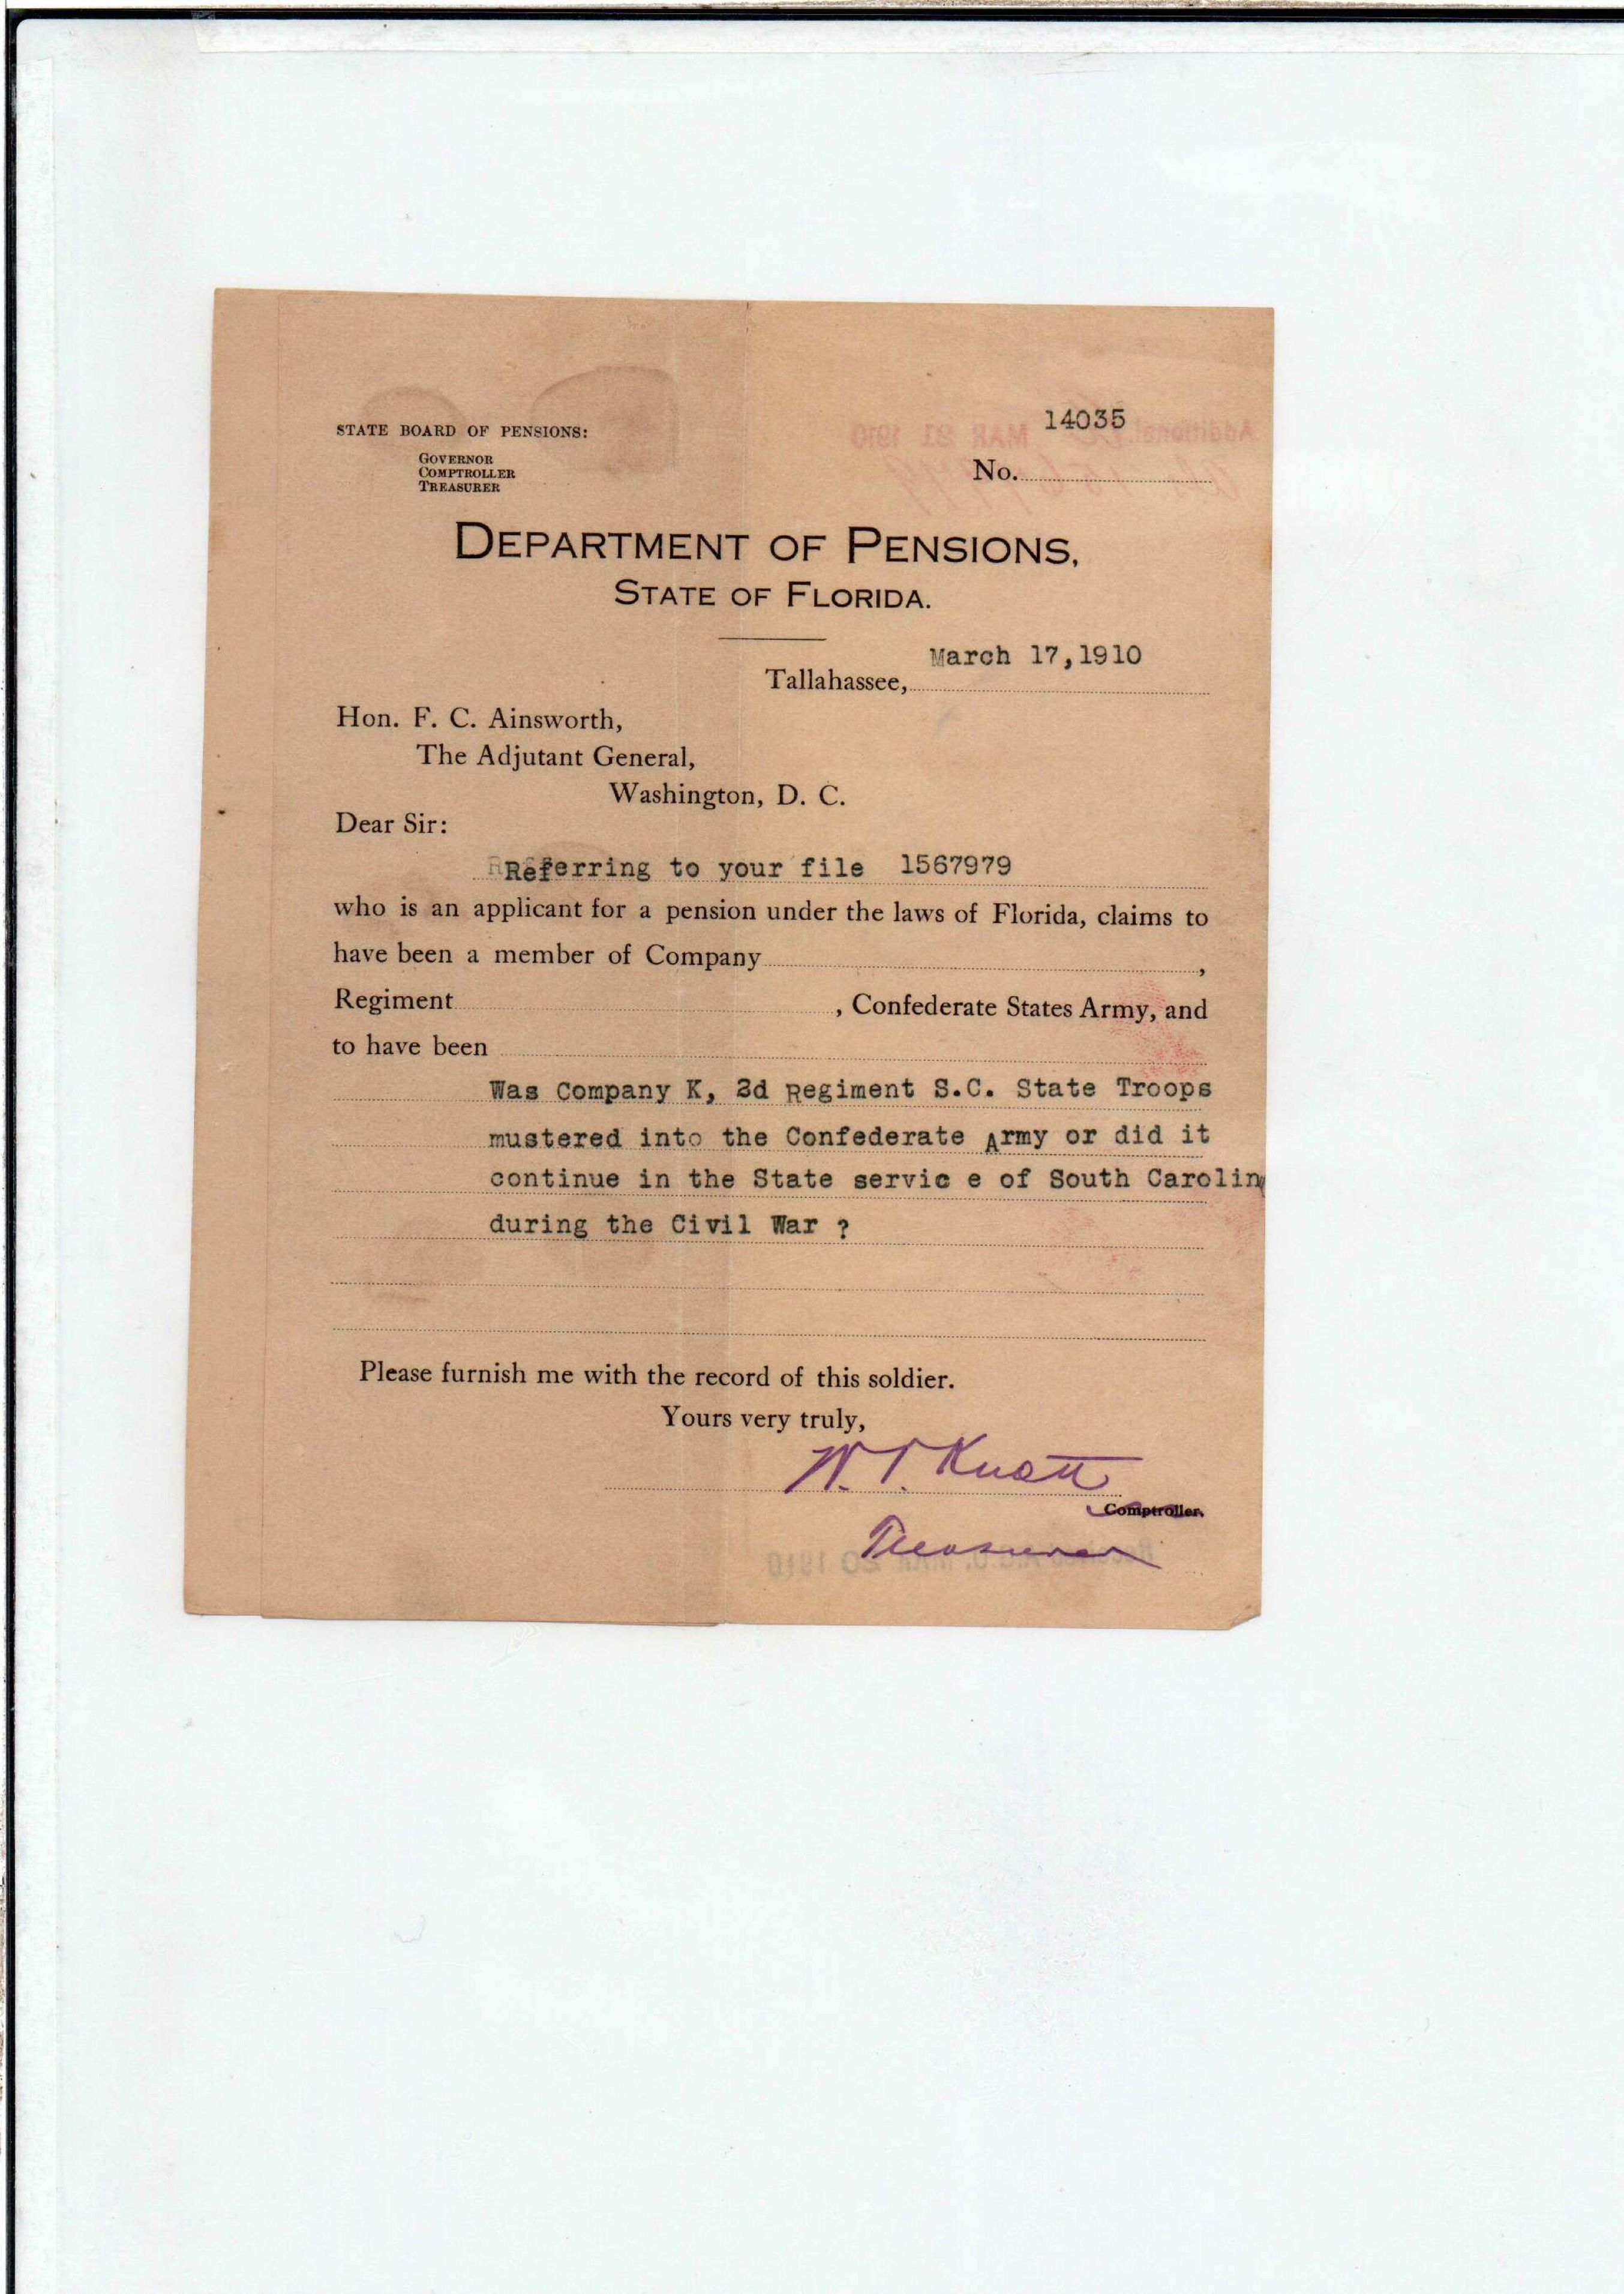 14035
STATE BOARD OF PENSIONS:
GOVERNOR
COMPTROLLER
TREASURER
No.
DEPARTMENT OF PENSIONS,
STATE OF FLORIDA.
March 17, 1910
Tallahassee,
Hon. F. C. Ainsworth,
The Adjutant General,
Washington, D. C.
Dear Sir:
Referring to your file 1567979
who is an applicant for a pension under the laws of Florida, claims to
have been a member of Company ,
Regiment , Confederate States Army, and
to have been
Was Company K, 3d Regiment S.C. State Troops
mustered into the Confederate Army or did it
continue in the State servic e of South Carolin
during the Civil War ?
Please furnish me with the record of this soldier.
Yours very truly,
W. V. Knott
Comptroller.
Treasurer